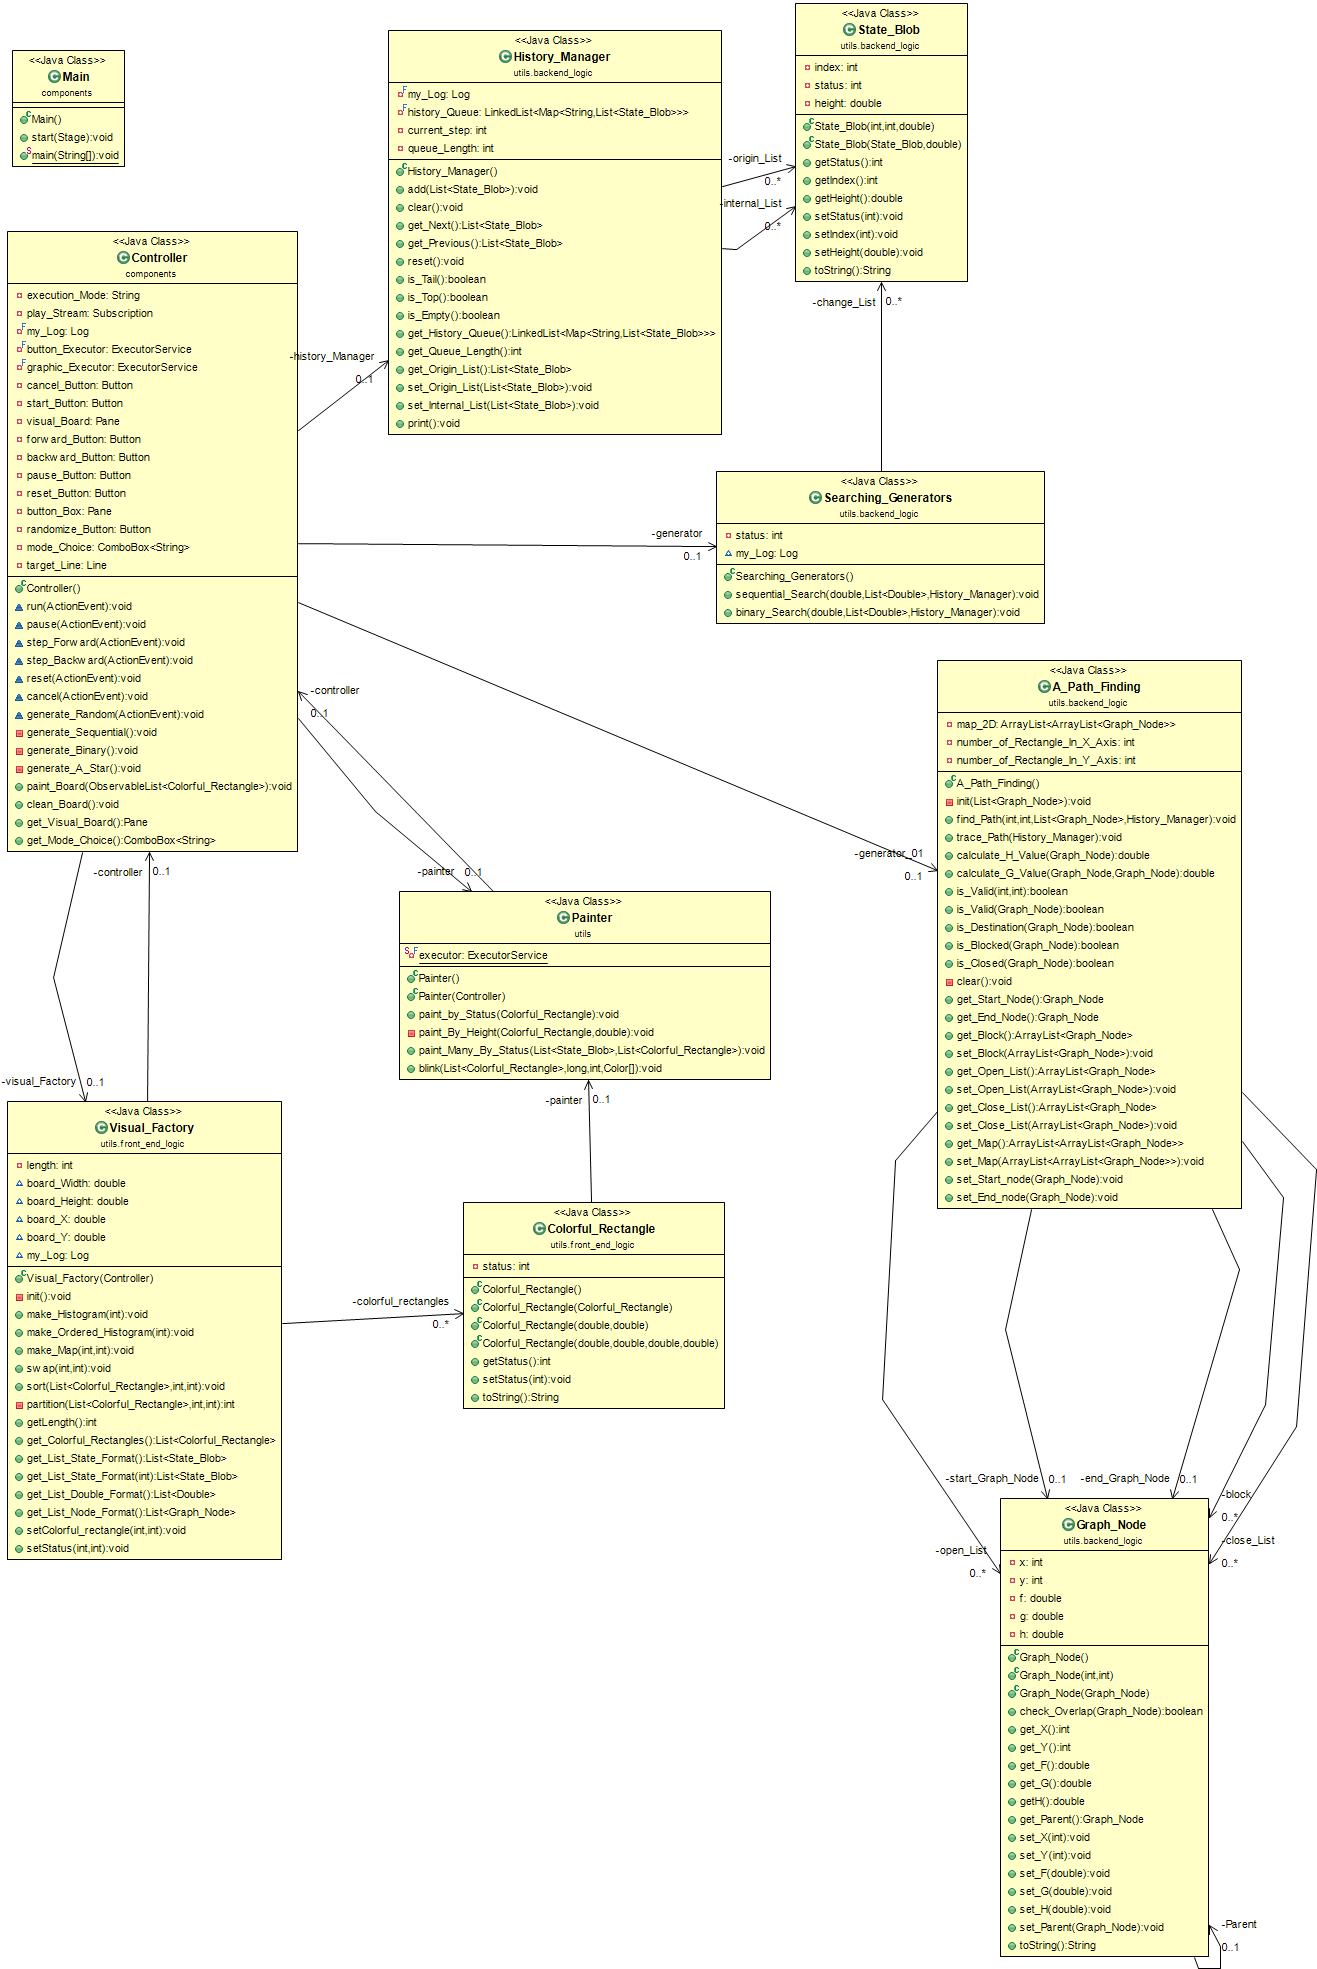 <<Java Class>>
Main
components
Main()
start(Stage):void
main(String[]):void
<<Java Class>>
History_Manager
utils.backend_logic
my_Log: Log
history_Queue: LinkedList<Map<String,List<State_Blob>>>
current_step: int
queue_Length: int
History_Manager()
add(List<State_Blob>):void
clear():void
get_Next():List<State_Blob>
get_Previous():List<State_Blob>
reset():void
is_Tail():boolean
is_Top():boolean
is_Empty():boolean
get_History_Queue():LinkedList<Map<String,List<State_Blob>>>
get_Queue_Length():int
get_Origin_List():List<State_Blob>
set_Origin_List(List<State_Blob>):void
set_Internal_List(List<State_Blob>):void
print():void
-origin_List
0..*
-internal_List
0..*
<<Java Class>>
State_Blob
utils.backend_logic
index: int
status: int
height: double
State_Blob(int,int,double)
State_Blob(State_Blob,double)
getStatus():int
getIndex():int
getHeight():double
setStatus(int):void
setIndex(int):void
setHeight(double):void
toString():String
-change_List
0..*
<<Java Class>>
Controller
components
execution_Mode: String
play_Stream: Subscription
my_Log: Log
button_Executor: ExecutorService
graphic_Executor: ExecutorService
cancel_Button: Button
start_Button: Button
visual_Board: Pane
forward_Button: Button
backward_Button: Button
pause_Button: Button
reset_Button: Button
button_Box: Pane
randomize_Button: Button
mode_Choice: ComboBox<String>
target_Line: Line
Controller()
run(ActionEvent):void
pause(ActionEvent):void
step_Forward(ActionEvent):void
step_Backward(ActionEvent):void
reset(ActionEvent):void
cancel(ActionEvent):void
generate_Random(ActionEvent):void
generate_Sequential():void
generate_Binary():void
generate_A_Star():void
paint_Board(ObservableList<Colorful_Rectangle>):void
clean_Board():void
get_Visual_Board():Pane
get_Mode_Choice():ComboBox<String>
-history_Manager
0..1
-generator
0..1
<<Java Class>>
Searching_Generators
utils.backend_logic
status: int
my_Log: Log
Searching_Generators()
sequential_Search(double,List<Double>,History_Manager):void
binary_Search(double,List<Double>,History_Manager):void
-controller
0..1
-painter
0..1
-generator_01
0..1
<<Java Class>>
A_Path_Finding
utils.backend_logic
map_2D: ArrayList<ArrayList<Graph_Node>>
number_of_Rectangle_In_X_Axis: int
number_of_Rectangle_In_Y_Axis: int
A_Path_Finding()
init(List<Graph_Node>):void
find_Path(int,int,List<Graph_Node>,History_Manager):void
trace_Path(History_Manager):void
calculate_H_Value(Graph_Node):double
calculate_G_Value(Graph_Node,Graph_Node):double
is_Valid(int,int):boolean
is_Valid(Graph_Node):boolean
is_Destination(Graph_Node):boolean
is_Blocked(Graph_Node):boolean
is_Closed(Graph_Node):boolean
clear():void
get_Start_Node():Graph_Node
get_End_Node():Graph_Node
get_Block():ArrayList<Graph_Node>
set_Block(ArrayList<Graph_Node>):void
get_Open_List():ArrayList<Graph_Node>
set_Open_List(ArrayList<Graph_Node>):void
get_Close_List():ArrayList<Graph_Node>
set_Close_List(ArrayList<Graph_Node>):void
get_Map():ArrayList<ArrayList<Graph_Node>>
set_Map(ArrayList<ArrayList<Graph_Node>>):void
set_Start_node(Graph_Node):void
set_End_node(Graph_Node):void
<<Java Class>>
Painter
utils
executor: ExecutorService
Painter()
Painter(Controller)
paint_by_Status(Colorful_Rectangle):void
paint_By_Height(Colorful_Rectangle,double):void
paint_Many_By_Status(List<State_Blob>,List<Colorful_Rectangle>):void
blink(List<Colorful_Rectangle>,long,int,Color[]):void
-controller
0..1
-visual_Factory
0..1
-painter
0..1
<<Java Class>>
Visual_Factory
utils.front_end_logic
length: int
board_Width: double
board_Height: double
board_X: double
board_Y: double
my_Log: Log
Visual_Factory(Controller)
init():void
make_Histogram(int):void
make_Ordered_Histogram(int):void
make_Map(int,int):void
swap(int,int):void
sort(List<Colorful_Rectangle>,int,int):void
partition(List<Colorful_Rectangle>,int,int):int
getLength():int
get_Colorful_Rectangles():List<Colorful_Rectangle>
get_List_State_Format():List<State_Blob>
get_List_State_Format(int):List<State_Blob>
get_List_Double_Format():List<Double>
get_List_Node_Format():List<Graph_Node>
setColorful_rectangle(int,int):void
setStatus(int,int):void
-colorful_rectangles
0..*
<<Java Class>>
Colorful_Rectangle
utils.front_end_logic
status: int
Colorful_Rectangle()
Colorful_Rectangle(Colorful_Rectangle)
Colorful_Rectangle(double,double)
Colorful_Rectangle(double,double,double,double)
getStatus():int
setStatus(int):void
toString():String
-start_Graph_Node
0..1
-end_Graph_Node
0..1
-block
0..*
-close_List
0..*
-open_List
0..*
<<Java Class>>
Graph_Node
utils.backend_logic
x: int
y: int
f: double
g: double
h: double
Graph_Node()
Graph_Node(int,int)
Graph_Node(Graph_Node)
check_Overlap(Graph_Node):boolean
get_X():int
get_Y():int
get_F():double
get_G():double
getH():double
get_Parent():Graph_Node
set_X(int):void
set_Y(int):void
set_F(double):void
set_G(double):void
set_H(double):void
set_Parent(Graph_Node):void
toString():String
-Parent
0..1